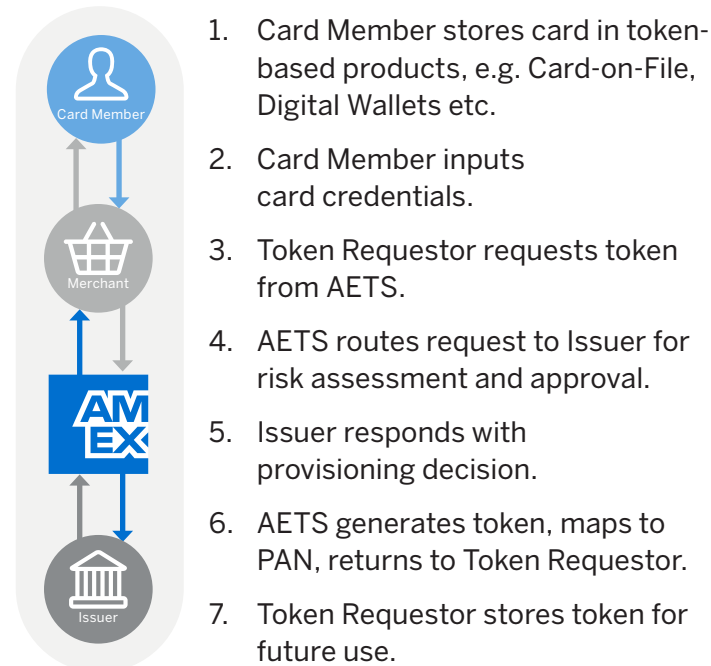 Card Member
Merchant
AM
EX
Issuer
1. Card Member stores card in token-
based products, e.g. Card-on-File,
Digital Wallets etc.
2. Card Member inputs
card credentials.
3. Token Requestor requests token
from AETS.
4. AETS routes request to Issuer for
risk assessment and approval.
5. Issuer responds with
provisioning decision.
6. AETS generates token, maps to
PAN, returns to Token Requestor.
7. Token Requestor stores token for
future use.